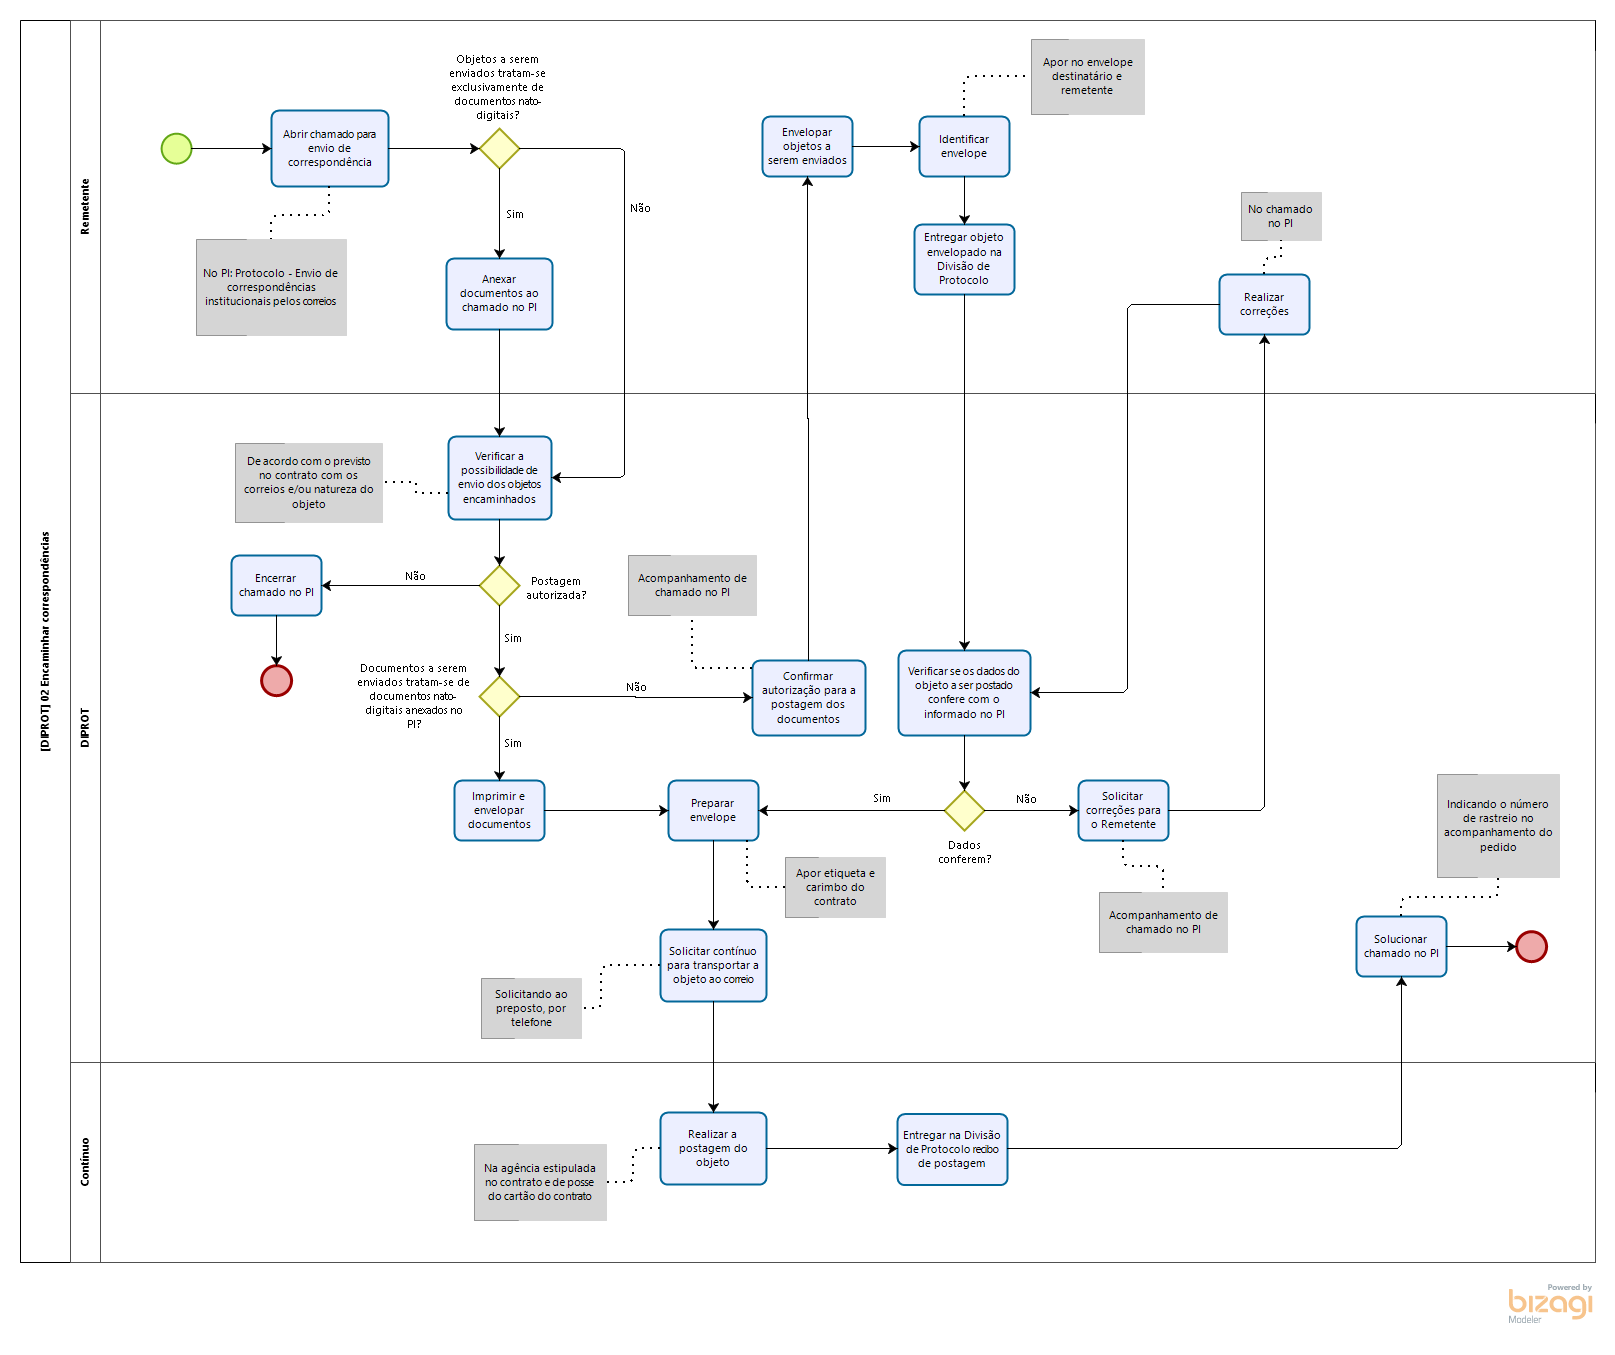 [DIPROT] 02 Encaminhar correspondências
Remetente
Objetos a serem
enviados tratam-se
exclusivamente de
documentos nato-
digitais?
Abrir chamado para
envio de
correspondência
Sim
Não
No PI: Protocolo - Envio de
correspondências
institucionais pelos correios
Anexar
documentos ao
chamado no PI
Envelopar
objetos a
serem enviados
Identificar
envelope
Apor no envelope
destinatário e
remetente
Entregar objeto
envelopado na
Divisão de
Protocolo
No chamado
no PI
Realizar
correções
DIPROT
De acordo com o previsto
no contrato com os
correios e/ou natureza do
objeto
Verificar a
possibilidade de
envio dos objetos
encaminhados
Encerrar
chamado no PI
Não
Postagem
autorizada?
Sim
Documentos a serem
enviados tratam-se de
documentos nato-
digitais anexados no
PI?
Não
Sim
Acompanhamento de
chamado no PI
Confirmar
autorização para a
postagem dos
documentos
Verificar se os dados do
objeto a ser postado
confere com o
informado no PI
Imprimir e
envelopar
documentos
Preparar
envelope
Sim
Não
Dados
conferem?
Solicitar
correções para
o Remetente
Apor etiqueta e
carimbo do
contrato
Acompanhamento de
chamado no PI
Indicando o número
de rastreio no
acompanhamento do
pedido
Solucionar
chamado no PI
Solicitar contínuo
para transportar a
objeto ao correio
Solicitando ao
preposto, por
telefone
Contínuo
Realizar a
postagem do
objeto
Na agência estipulada
no contrato e de posse
do cartão do contrato
Entregar na Divisão
de Protocolo recibo
de postagem
Powered by
bizagi
Modeler